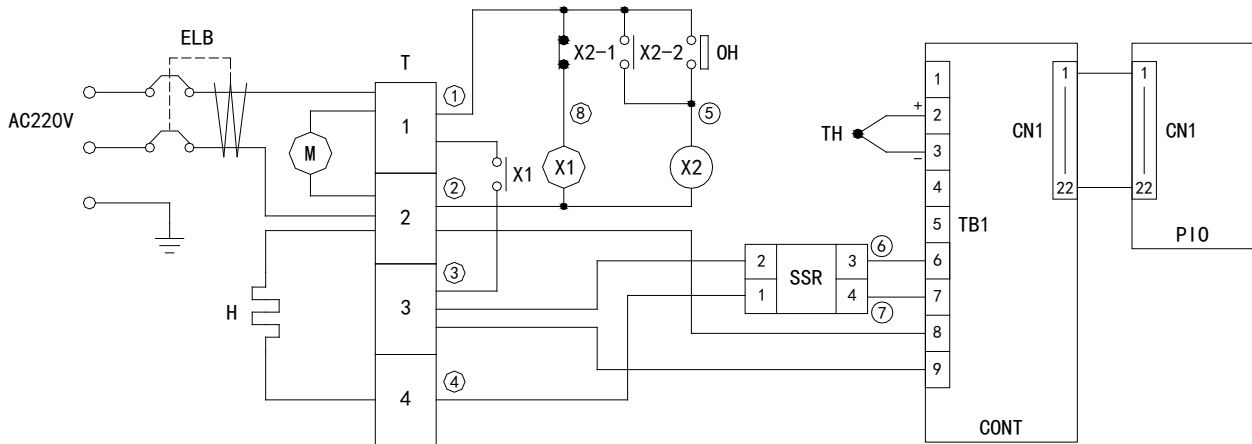 ELB
AC220V
T
M
H
1
2
3
4
①
②
③
④
X1
⑧
X1
X2-1
X2-2
OH
⑤
X2
2
1
SSR
3
4
⑥
⑦
TH
+
−
1
2
3
4
5
6
7
8
9
TB1
CONT
1
22
CN1
1
22
CN1
PIO